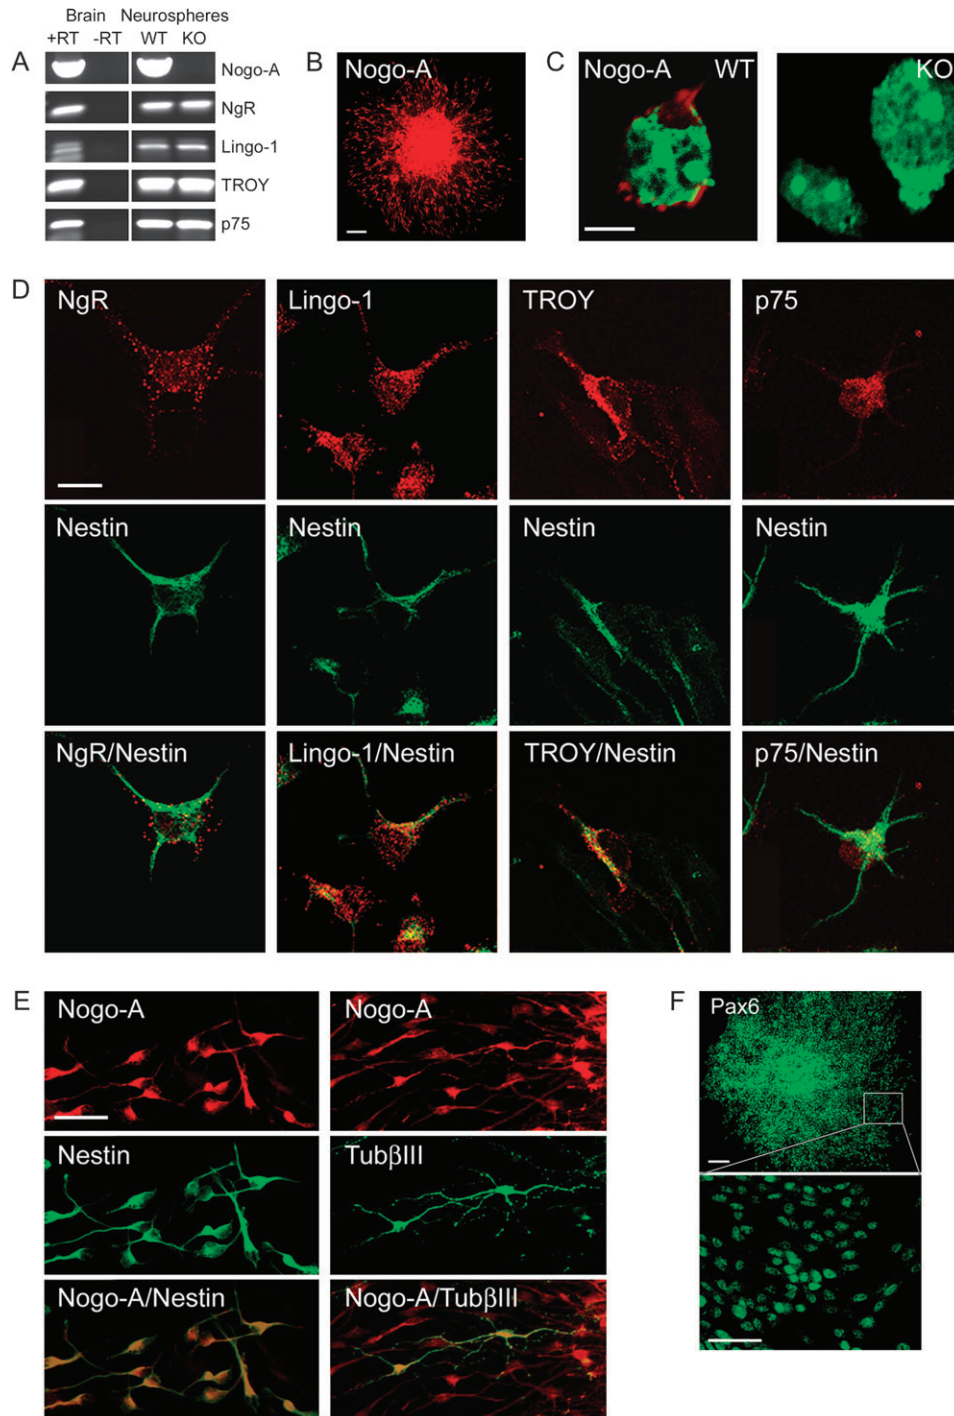 Brain Neurospheres
+RT -RT WT KO
A
Nogo-A
NgR
Lingo-1
TROY
p75
B
Nogo-A
C
Nogo-A WT
KO
D
NgR
Lingo-1
TROY
p75
Nestin
Nestin
Nestin
Nestin
NgR/Nestin
Lingo-1/Nestin
TROY/Nestin
p75/Nestin
E
Nogo-A
Nogo-A
Nestin
TubβIII
Nogo-A/Nestin
Nogo-A/TubβIII
F
Pax6